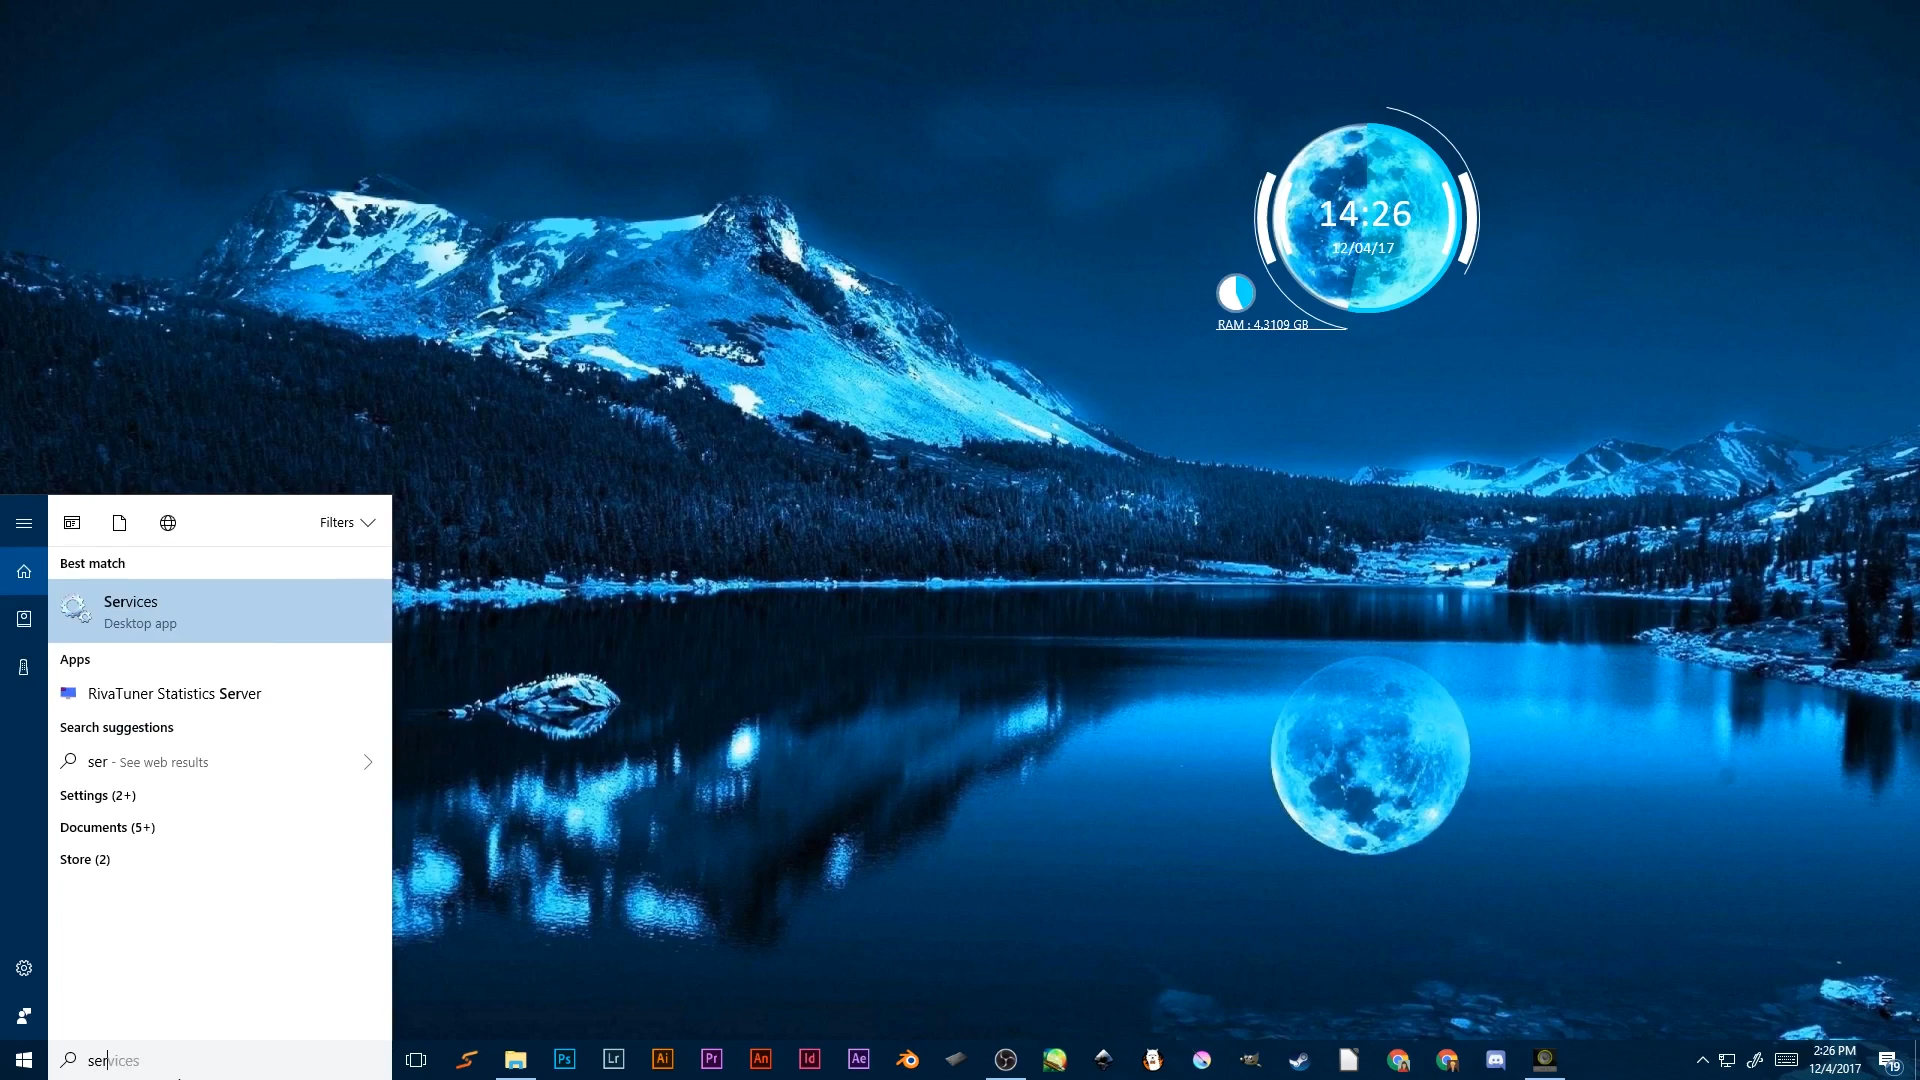 14:26
12/04/17
RAM : 4.3109 GB
Filters
Best match
Services
Desktop app
Apps
RivaTuner Statistics Server
Search suggestions
ser - See web results
Settings (2+)
Documents (5+)
Store (2)
services
Ps
Lr
Ai
Pr
An
Id
Ae
2:26 PM
12/4/2017
19